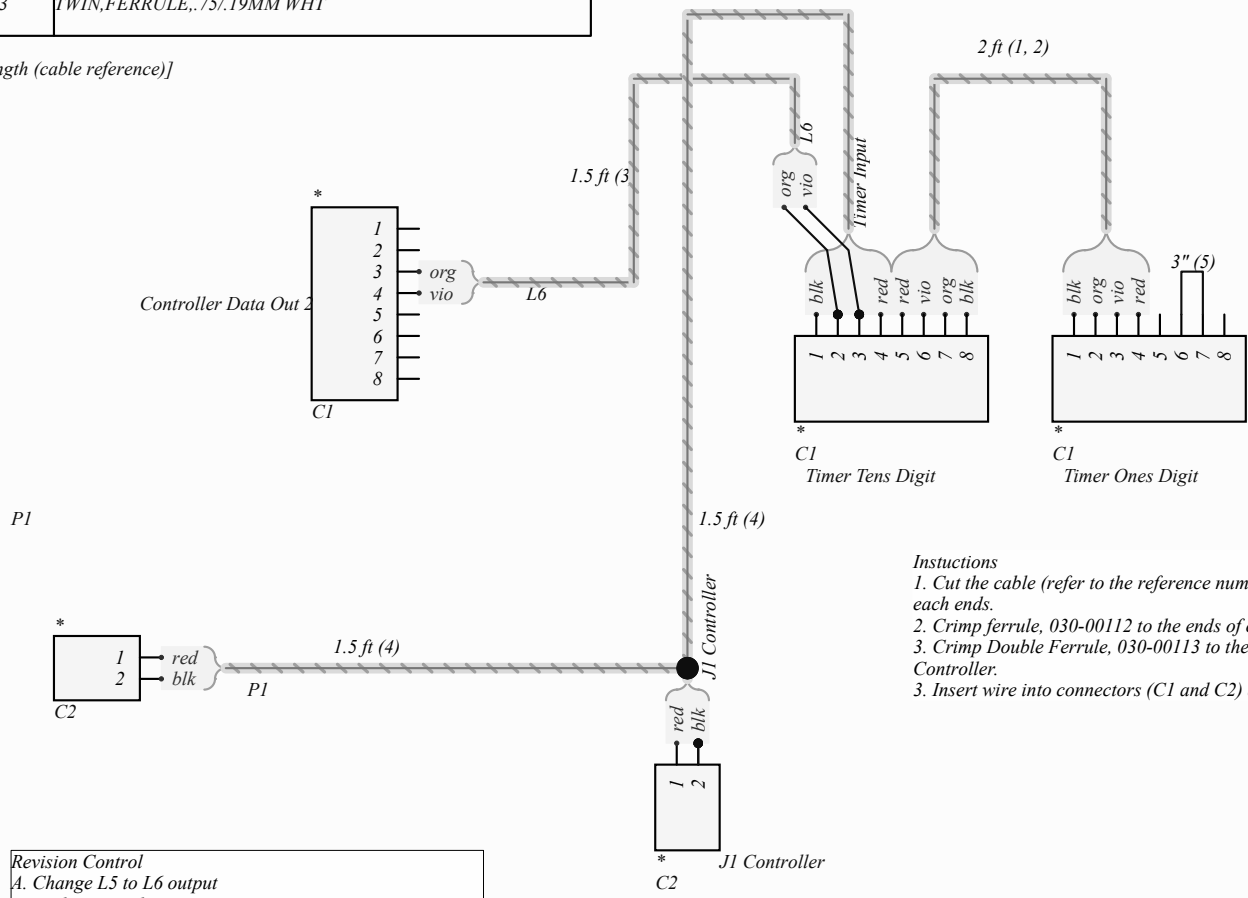 3 TWIN,FERRULE,.75/.19MM WHT
ngth (cable reference)]
2 ft (1, 2)
L6
1.5 ft (3
org
vio
Timer Input
*
1
2
3 org
4 vio
5
6
7
8
Controller Data Out 2
L6
C1
blk
red
red
vio
org
blk
1
2
3
4
5
6
7
8
*
C1
Timer Tens Digit
blk
org
vio
red
3" (5)
1
2
3
4
5
6
7
8
*
C1
Timer Ones Digit
P1
1.5 ft (4)
J1 Controller
Instuctions
1. Cut the cable (refer to the reference num
each ends.
2. Crimp ferrule, 030-00112 to the ends of
3. Crimp Double Ferrule, 030-00113 to the
Controller.
3. Insert wire into connectors (C1 and C2)
*
1 red
2 blk
C2
1.5 ft (4)
P1
red
blk
1
2
*
J1 Controller
C2
Revision Control
A. Change L5 to L6 output